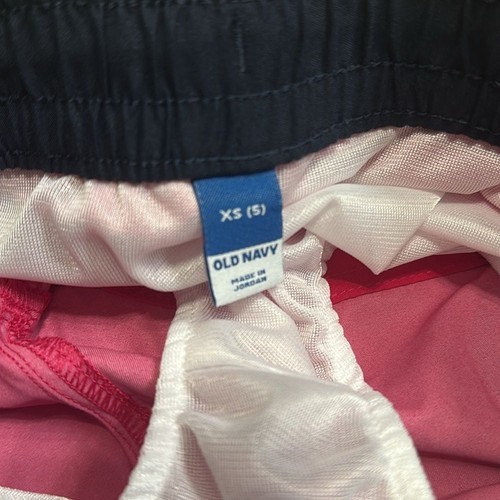 XS (5)
OLD NAVY
MADE IN
JORDAN